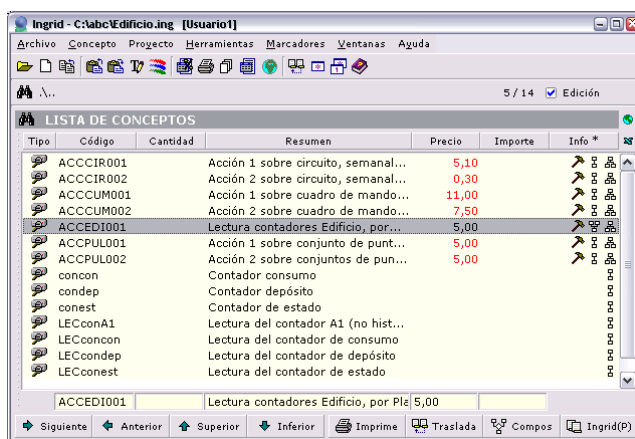 Ingrid - C:\abc\Edificio.ing [Usuario1]
Archivo Concepto Proyecto Herramientas Marcadores Ventanas Ayuda
.\.. 5 / 14 Edición
LISTA DE CONCEPTOS
Tipo Código Cantidad Resumen Precio Importe Info *
ACCCIR001 Acción 1 sobre circuito, semanal... 5,10
ACCCIR002 Acción 2 sobre circuito, semanal... 0,30
ACCCUM001 Acción 1 sobre cuadro de mando... 11,00
ACCCUM002 Acción 2 sobre cuadro de mando... 7,50
ACCEDI001 Lectura contadores Edificio, por... 5,00
ACCPUL001 Acción 1 sobre conjunto de punt... 5,00
ACCPUL002 Acción 2 sobre conjuntos de pun... 5,00
concon Contador consumo
condep Contador depósito
conest Contador de estado
LECconA1 Lectura del contador A1 (no hist...
LECconcon Lectura del contador de consumo
LECcondep Lectura del contador de depósito
LECconest Lectura del contador de estado
ACCEDI001 Lectura contadores Edificio, por Pla 5,00
Siguiente Anterior Superior Inferior Imprime Traslada Compos Ingrid(P)